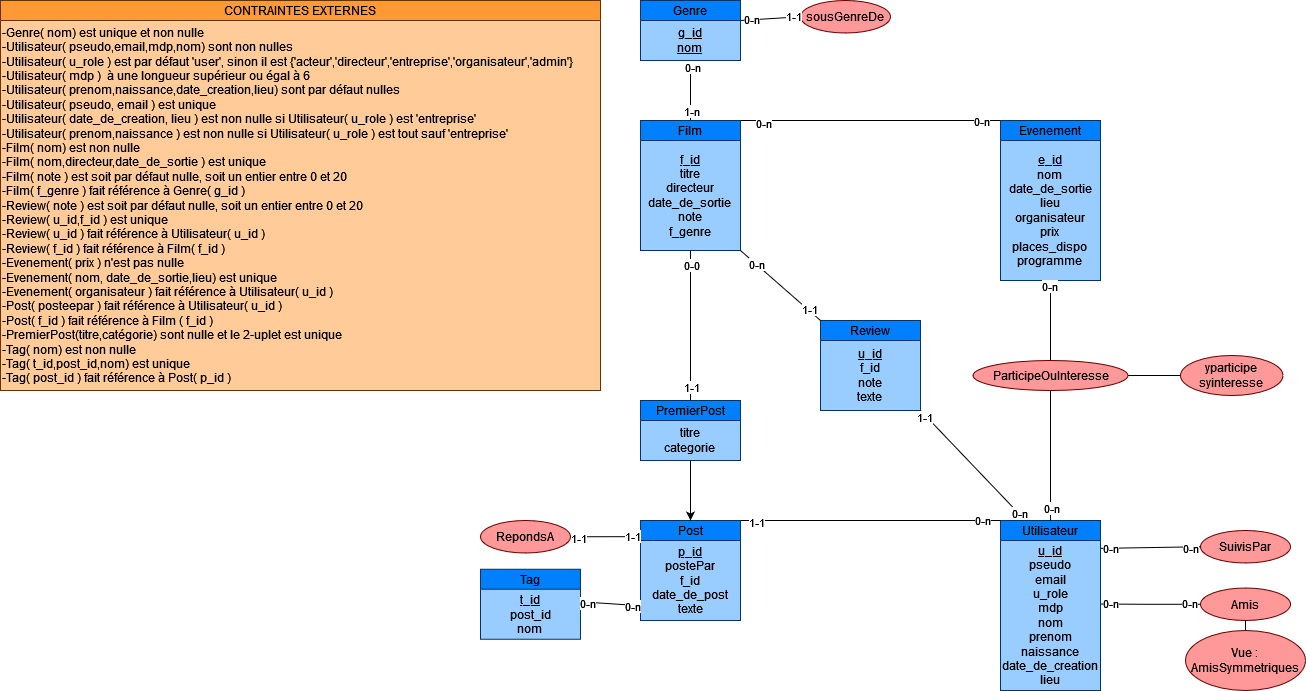 CONTRAINTES EXTERNES
-Genre( nom) est unique et non nulle
-Utilisateur( pseudo,email,mdp,nom) sont non nulles
-Utilisateur( u_role ) est par défaut 'user', sinon il est {'acteur','directeur','entreprise','organisateur','admin'}
-Utilisateur( mdp )  à une longueur supérieur ou égal à 6
-Utilisateur( prenom,naissance,date_creation,lieu) sont par défaut nulles
-Utilisateur( pseudo, email ) est unique
-Utilisateur( date_de_creation, lieu ) est non nulle si Utilisateur( u_role ) est 'entreprise'
-Utilisateur( prenom,naissance ) est non nulle si Utilisateur( u_role ) est tout sauf 'entreprise'
-Film( nom) est non nulle
-Film( nom,directeur,date_de_sortie ) est unique
-Film( note ) est soit par défaut nulle, soit un entier entre 0 et 20
-Film( f_genre ) fait référence à Genre( g_id )
-Review( note ) est soit par défaut nulle, soit un entier entre 0 et 20
-Review( u_id,f_id ) est unique
-Review( u_id ) fait référence à Utilisateur( u_id )
-Review( f_id ) fait référence à Film( f_id )
-Evenement( prix ) n'est pas nulle
-Evenement( nom, date_de_sortie,lieu) est unique
-Evenement( organisateur ) fait référence à Utilisateur( u_id )
-Post( posteepar ) fait référence à Utilisateur( u_id )
-Post( f_id ) fait référence à Film ( f_id )
-PremierPost(titre,catégorie) sont nulle et le 2-uplet est unique
-Tag( nom) est non nulle
-Tag( t_id,post_id,nom) est unique
-Tag( post_id ) fait référence à Post( p_id )
Genre
g_id
nom
0-n
1-1
sousGenreDe
0-n
1-n
Film
f_id
titre
directeur
date_de_sortie
note
f_genre
0-n
0-n
Evenement
e_id
nom
date_de_sortie
lieu
organisateur
prix
places_dispo
programme
0-0
0-n
0-n
1-1
Review
u_id
f_id
note
texte
1-1
ParticipeOuInteresse
yparticipe
syinteresse
1-1
PremierPost
titre
categorie
0-n
0-n
RepondsA
1-1
1-1
Post
p_id
postePar
f_id
date_de_post
texte
1-1
0-n
Tag
t_id
post_id
nom
0-n
0-n
Utilisateur
u_id
pseudo
email
u_role
mdp
nom
prenom
naissance
date_de_creation
lieu
0-n
0-n
SuivisPar
0-n
0-n
Amis
Vue :
AmisSymmetriques